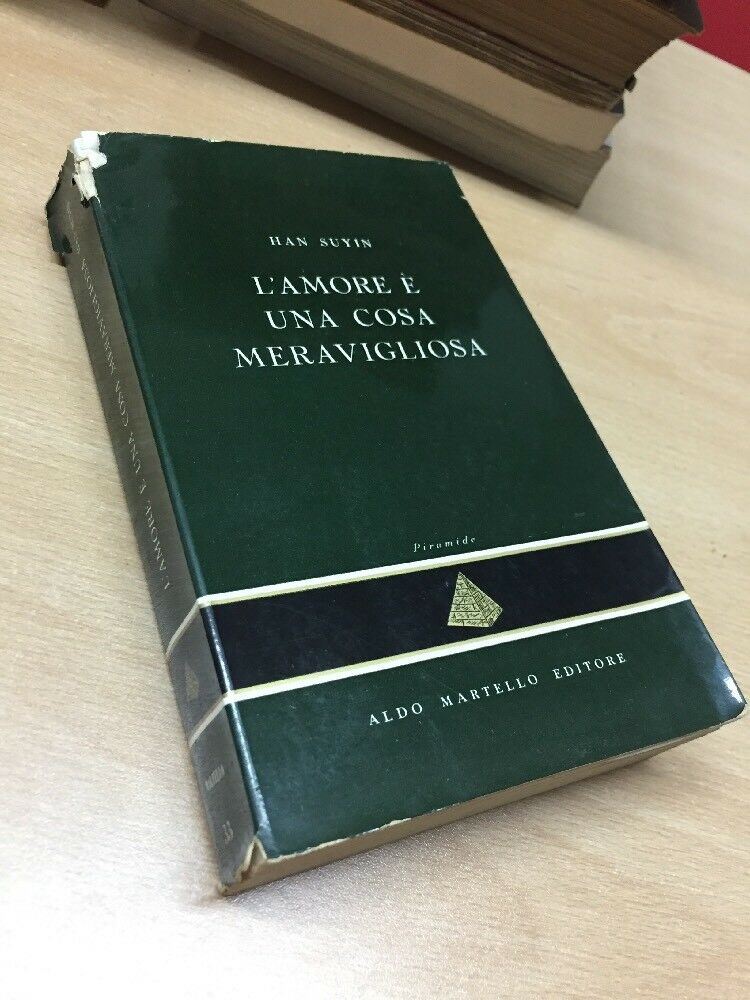 HAN SUYIN
L'AMORE È
UNA COSA
MERAVIGLIOSA
Piramide
ALDO MARTELLO EDITORE
L'AMORE È UNA COSA MERAVIGLIOSA